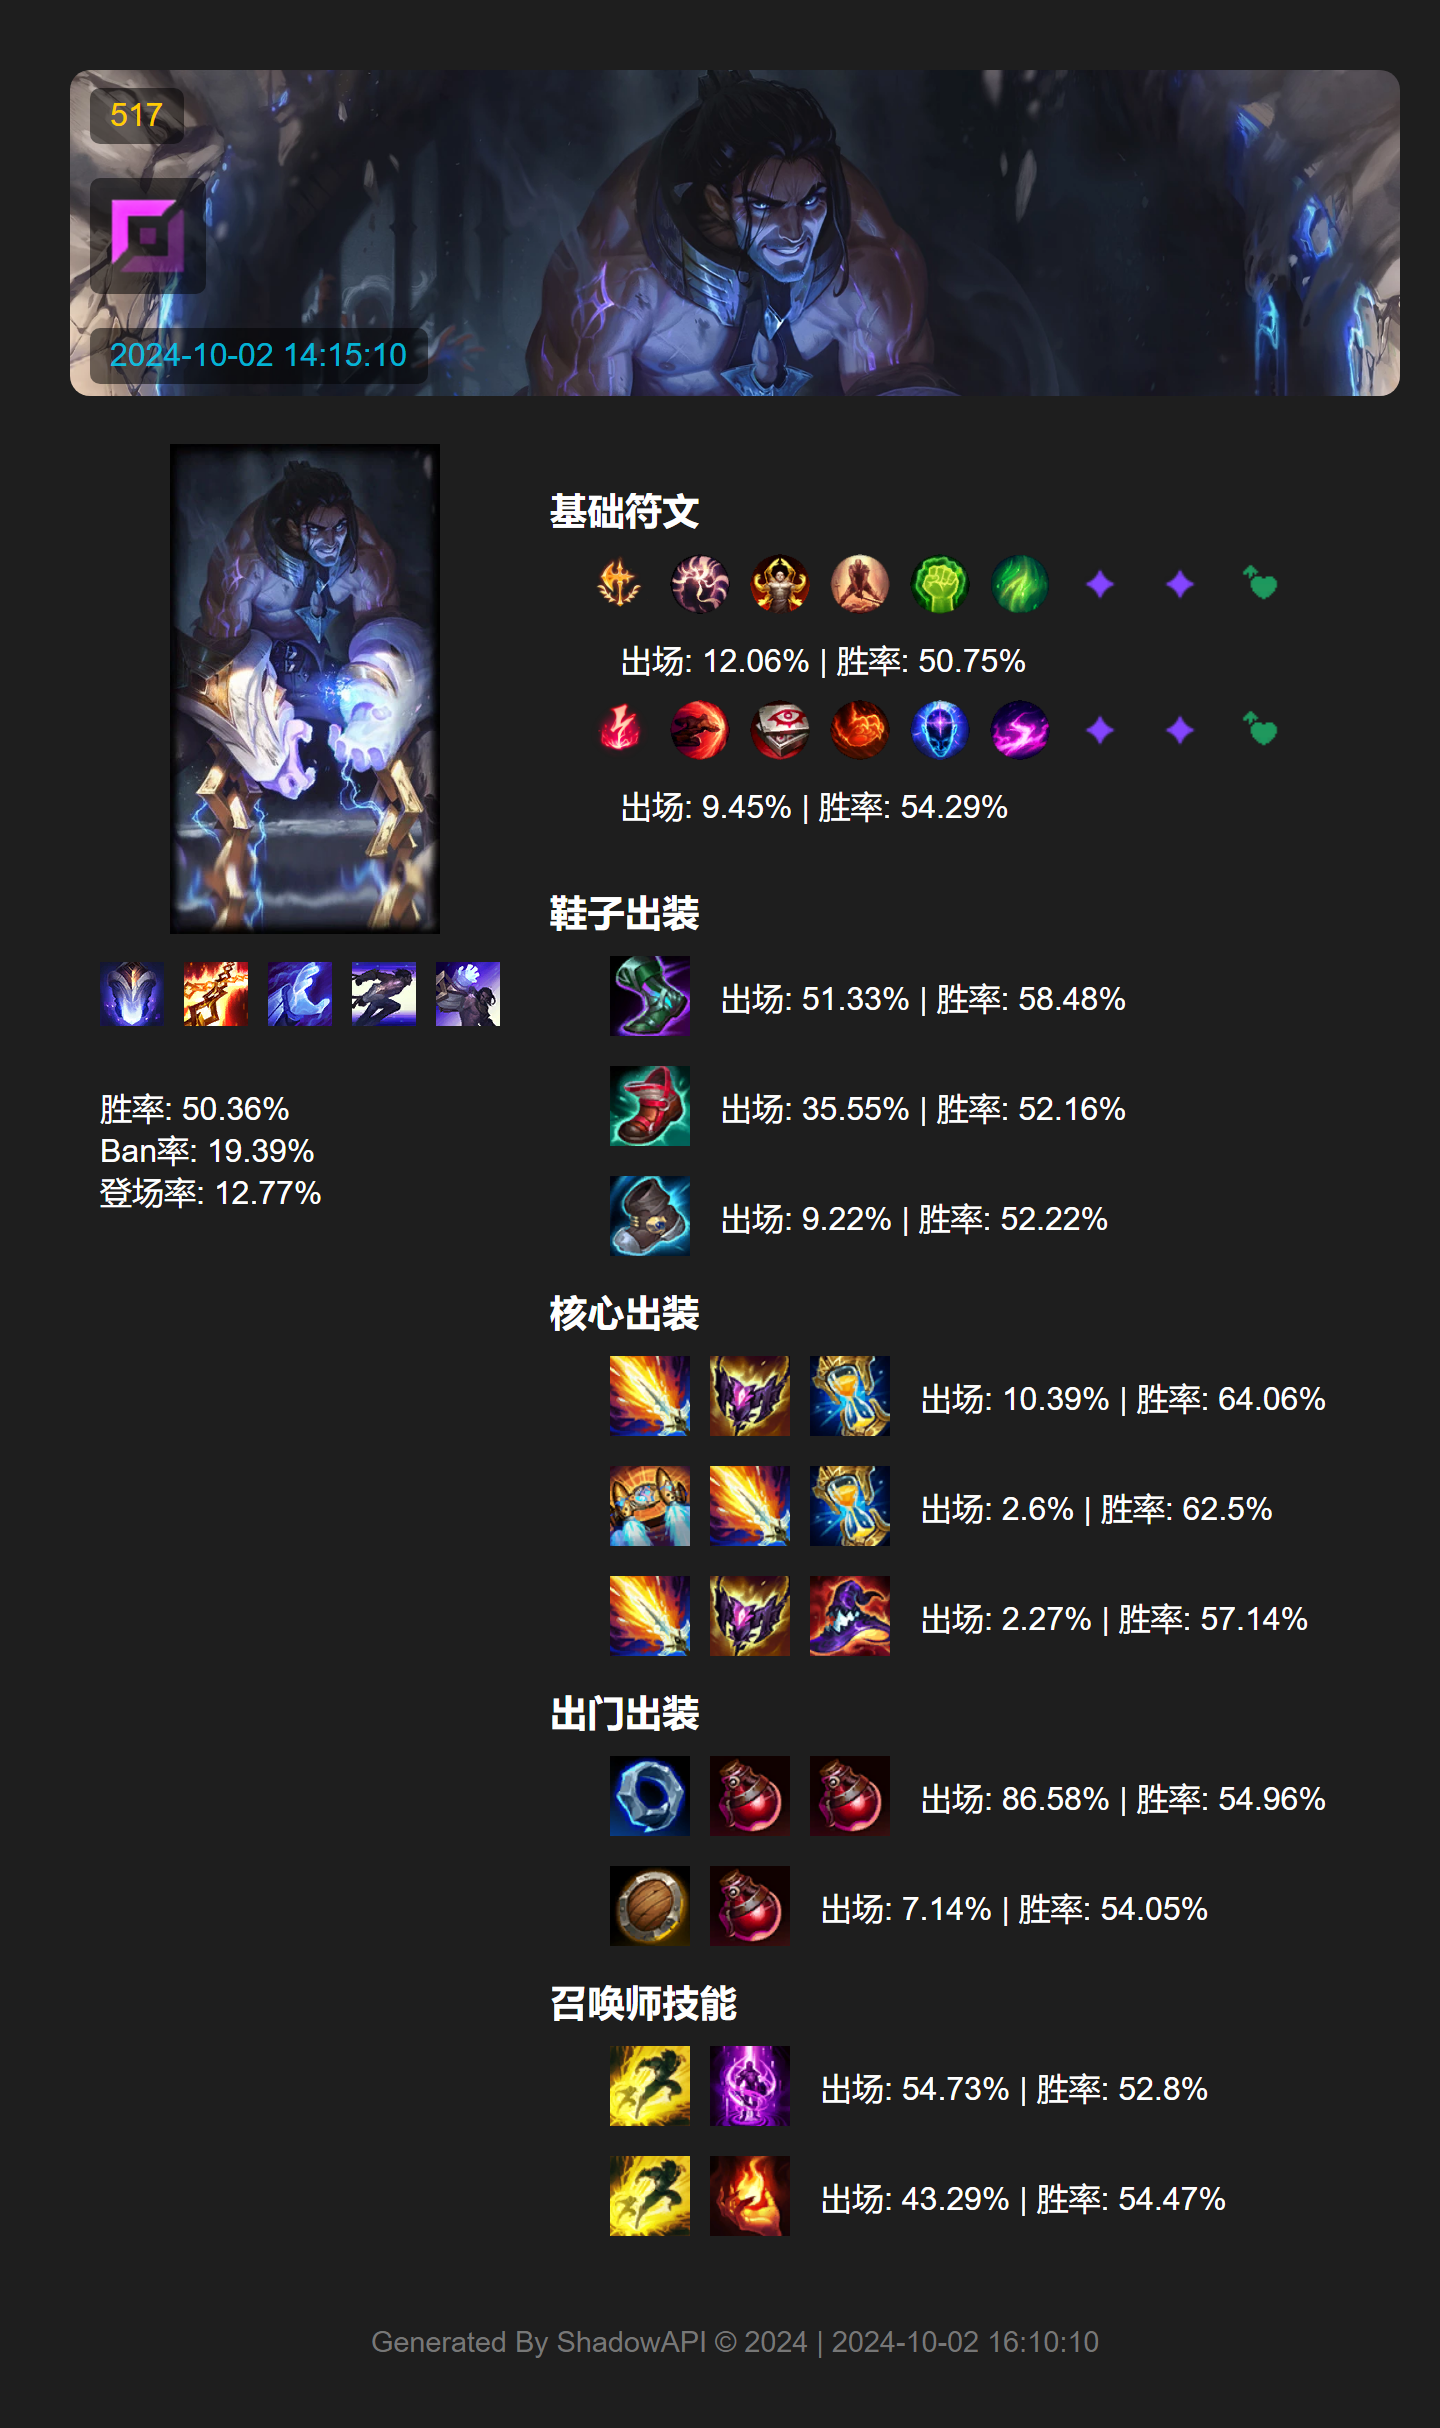 517
2024-10-02 14:15:10
基础符文
出场: 12.06% | 胜率: 50.75%
出场: 9.45% | 胜率: 54.29%
鞋子出装
出场: 51.33% | 胜率: 58.48%
出场: 35.55% | 胜率: 52.16%
出场: 9.22% | 胜率: 52.22%
胜率: 50.36%
Ban率: 19.39%
登场率: 12.77%
核心出装
出场: 10.39% | 胜率: 64.06%
出场: 2.6% | 胜率: 62.5%
出场: 2.27% | 胜率: 57.14%
出门出装
出场: 86.58% | 胜率: 54.96%
出场: 7.14% | 胜率: 54.05%
召唤师技能
出场: 54.73% | 胜率: 52.8%
出场: 43.29% | 胜率: 54.47%
Generated By ShadowAPI © 2024 | 2024-10-02 16:10:10